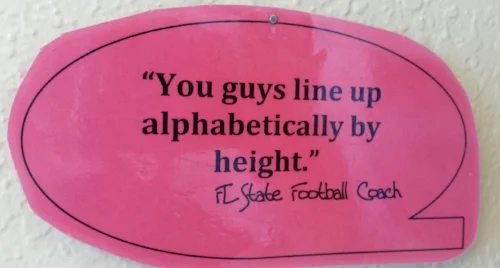 “You guys line up
alphabetically by
height.”
FL State Football Coach